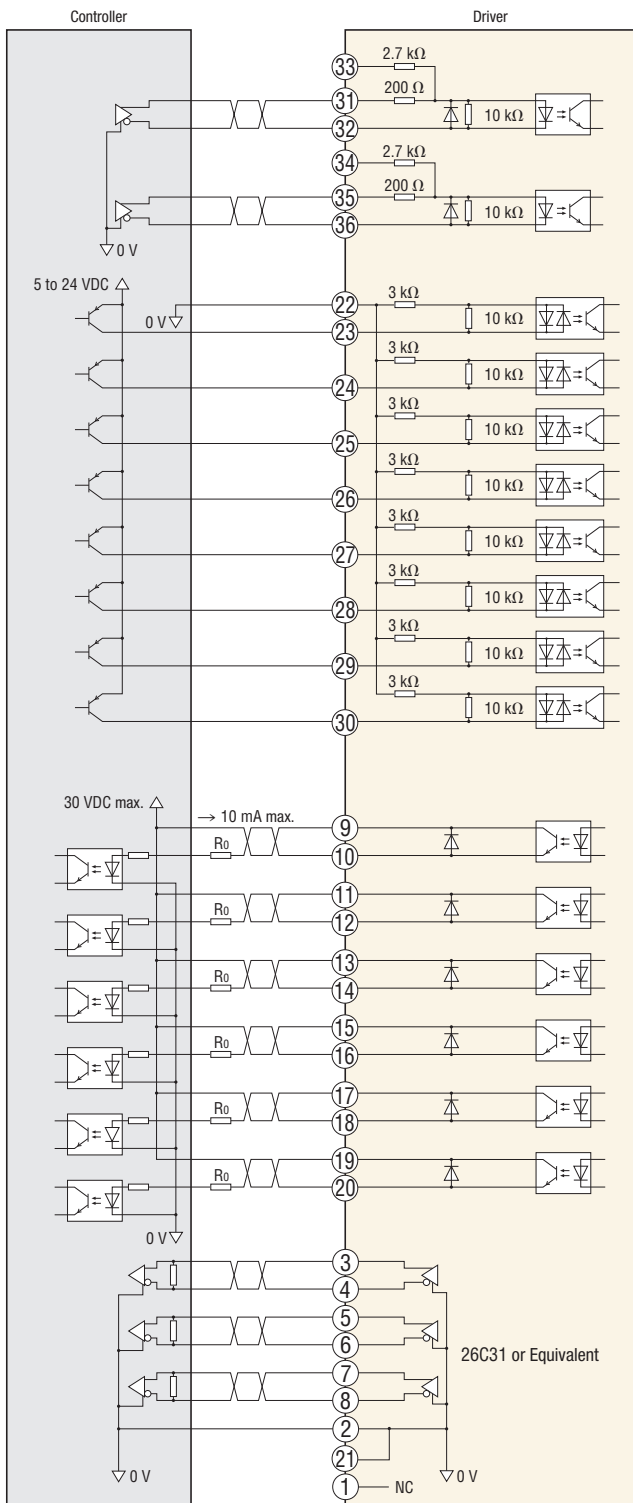 Controller
Driver
33
2.7 kΩ
31
200 Ω
32
10 kΩ
34
2.7 kΩ
35
200 Ω
36
10 kΩ
0 V
5 to 24 VDC
0 V
22
3 kΩ
23
10 kΩ
3 kΩ
24
10 kΩ
3 kΩ
25
10 kΩ
3 kΩ
26
10 kΩ
3 kΩ
27
10 kΩ
3 kΩ
28
10 kΩ
3 kΩ
29
10 kΩ
3 kΩ
30
10 kΩ
30 VDC max.
→ 10 mA max.
9
R0
10
11
R0
12
13
R0
14
15
R0
16
17
R0
18
19
R0
20
0 V
3
4
5
6
26C31 or Equivalent
7
8
2
21
0 V
0 V
1
NC